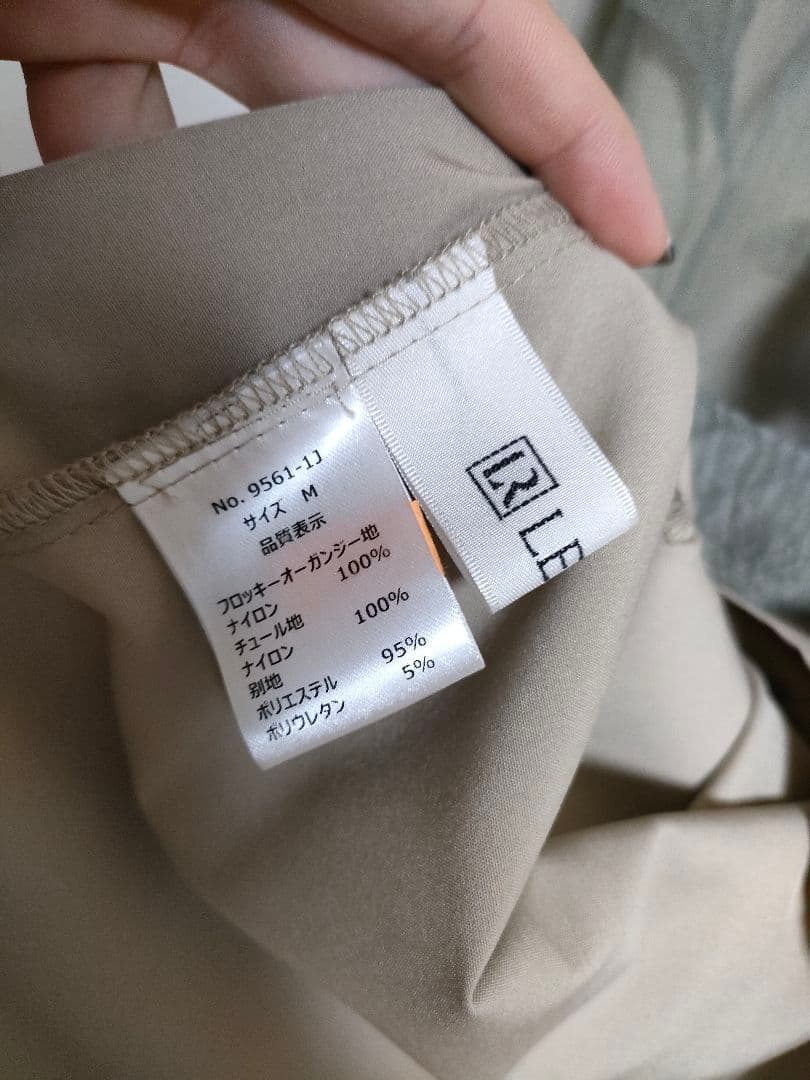 No. 9561-1J
サイズ M
品質表示
フロッキーオーガンジー地
ナイロン 100%
チュール地
ナイロン 100%
別地
ポリエステル 95%
ポリウレタン 5%
LE